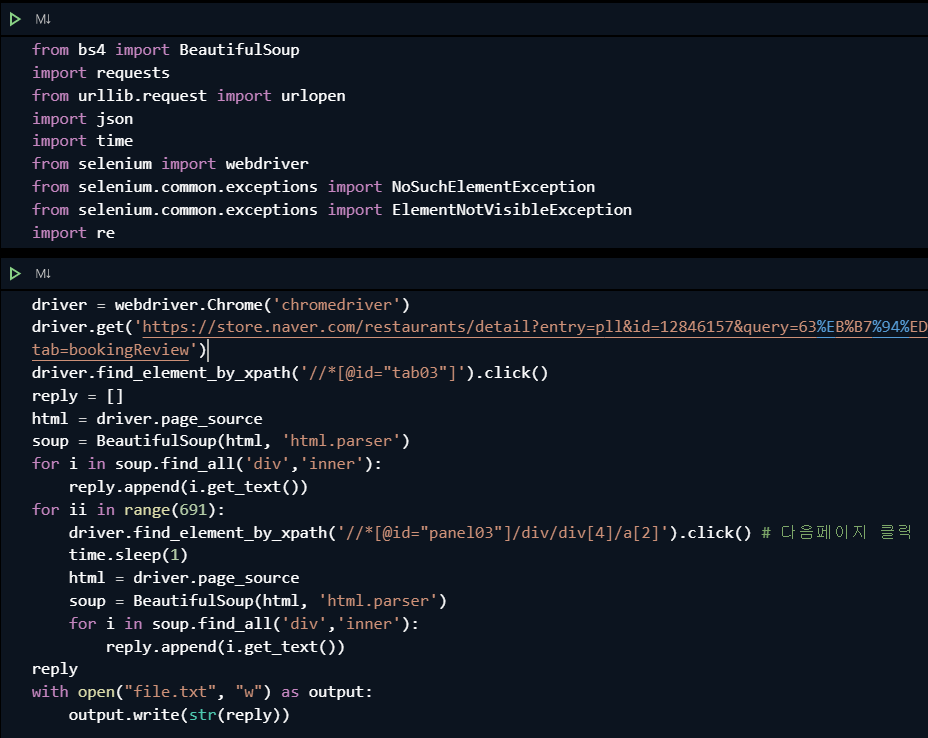 M↓
from bs4 import BeautifulSoup
import requests
from urllib.request import urlopen
import json
import time
from selenium import webdriver
from selenium.common.exceptions import NoSuchElementException
from selenium.common.exceptions import ElementNotVisibleException
import re
M↓
driver = webdriver.Chrome('chromedriver')
driver.get('https://store.naver.com/restaurants/detail?entry=pll&id=12846157&query=63%EB%B7%94%ED
tab=bookingReview')
driver.find_element_by_xpath('//*[@id="tab03"]').click()
reply = []
html = driver.page_source
soup = BeautifulSoup(html, 'html.parser')
for i in soup.find_all('div','inner'):
    reply.append(i.get_text())
for ii in range(691):
    driver.find_element_by_xpath('//*[@id="panel03"]/div/div[4]/a[2]').click() # 다음페이지 클릭
    time.sleep(1)
    html = driver.page_source
    soup = BeautifulSoup(html, 'html.parser')
    for i in soup.find_all('div','inner'):
        reply.append(i.get_text())
reply
with open("file.txt", "w") as output:
    output.write(str(reply))